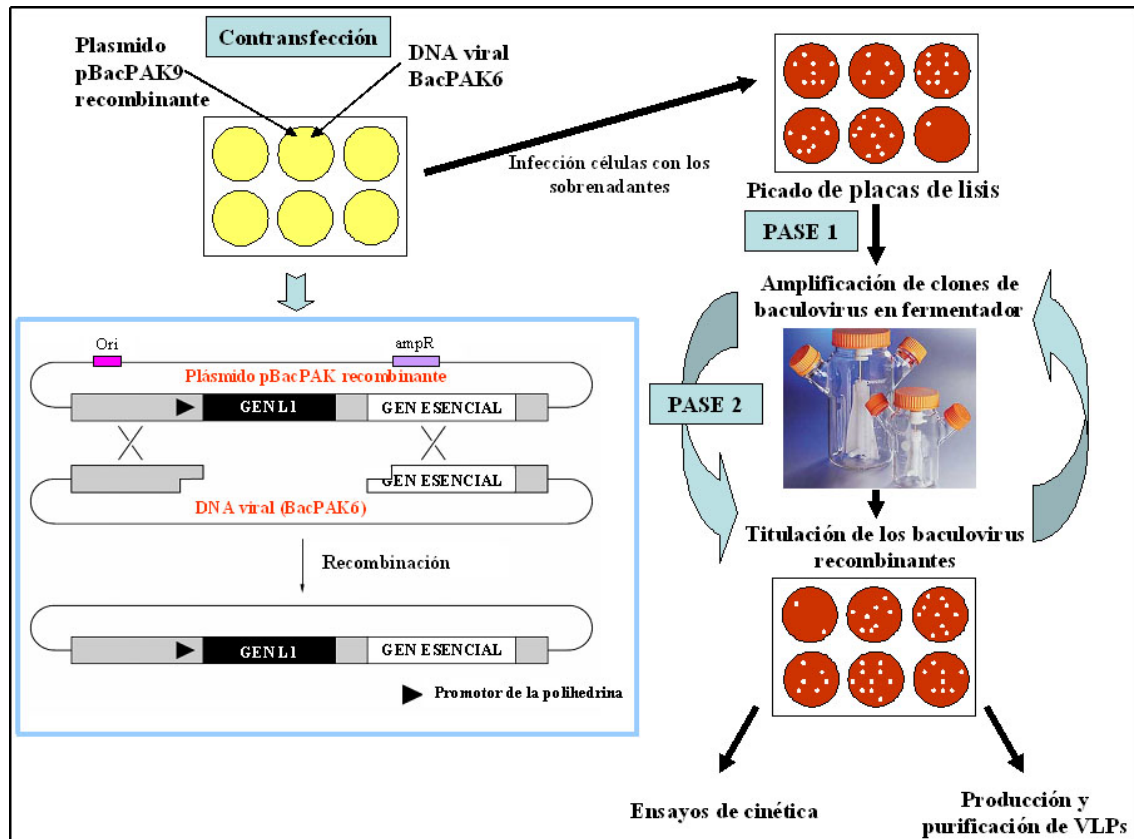 Contransfección
Plasmido
pBacPAK9
recombinante
DNA viral
BacPAK6
Infección células con los
sobrenadantes
Picado de placas de lisis
PASE 1
Amplificación de clones de
baculovirus en fermentador
PASE 2
Titulación de los baculovirus
recombinantes
Ensayos de cinética
Producción y
purificación de VLPs
Ori
ampR
Plásmido pBacPAK recombinante
GEN L1
GEN ESENCIAL
GEN ESENCIAL
DNA viral (BacPAK6)
Recombinación
GEN L1
GEN ESENCIAL
Promotor de la polihedrina